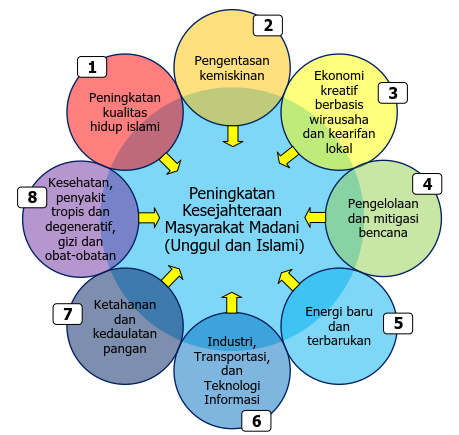 1
Peningkatan
kualitas
hidup islami
2
Pengentasan
kemiskinan
3
Ekonomi
kreatif
berbasis
wirausaha
dan kearifan
lokal
4
Pengelolaan
dan mitigasi
bencana
5
Energi baru
dan
terbarukan
6
Industri,
Transportasi,
dan
Teknologi
Informasi
7
Ketahanan
dan
kedaulatan
pangan
8
Kesehatan,
penyakit
tropis dan
degeneratif,
gizi dan
obat-obatan
Peningkatan
Kesejahteraan
Masyarakat Madani
(Unggul dan Islami)